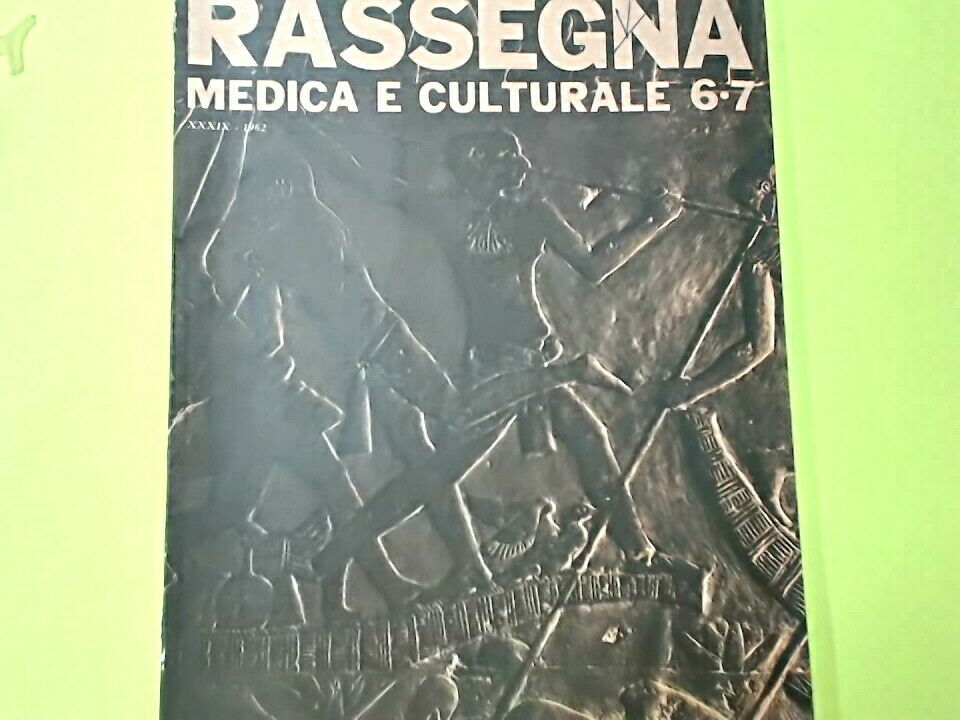 RASSEGNA
MEDICA E CULTURALE 6·7
XXXIX · 1962